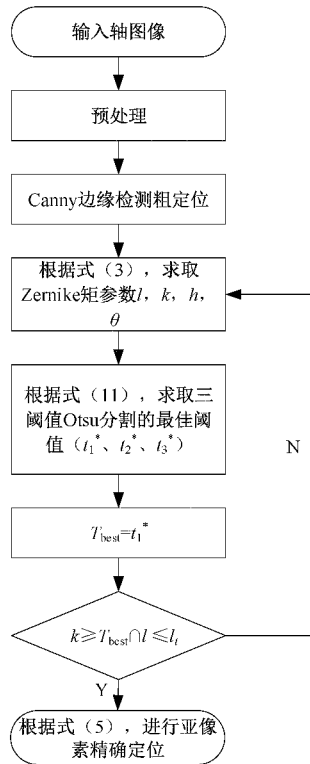 输入轴图像
预处理
Canny边缘检测粗定位
根据式（3），求取
Zernike矩参数l，k，h，
θ
根据式（11），求取三
阈值Otsu分割的最佳阈
值（t₁*、t₂*、t₃*）
N
T_best=t₁*
k≥T_best∩l≤l_t
Y
根据式（5），进行亚像
素精确定位